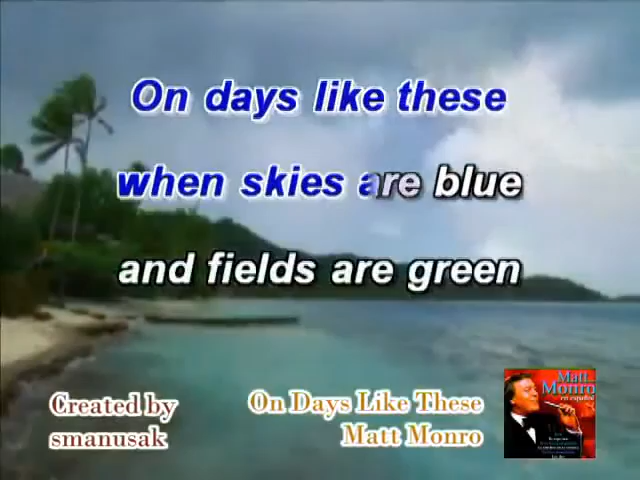 On days like these
when skies are blue
and fields are green
Created by
smanusak
On Days Like These
Matt Monro
Matt
Monro
en español